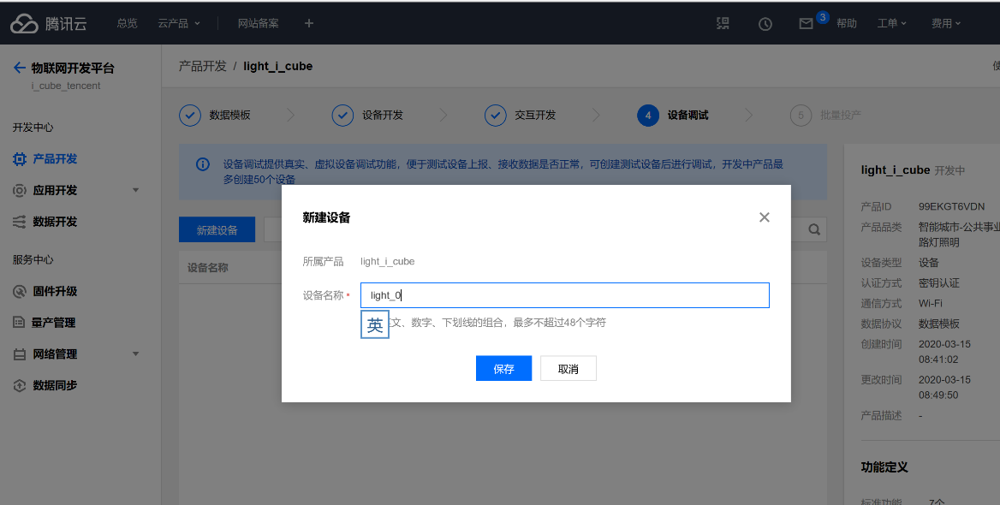 腾讯云
总览
云产品
网站备案
3
帮助
工单
费用
物联网开发平台
i_cube_tencent
产品开发 / light_i_cube
开发中心
产品开发
应用开发
数据开发
服务中心
固件升级
量产管理
网络管理
数据同步
数据模板
设备开发
交互开发
4 设备调试
5 批量投产
设备调试提供真实、虚拟设备调试功能，便于测试设备上报、接收数据是否正常，可创建测试设备后进行调试，开发中产品最
多创建50个设备
新建设备
设备名称
新建设备
所属产品 light_i_cube
设备名称 * light_0
英
文、数字、下划线的组合，最多不超过48个字符
保存
取消
light_i_cube 开发中
产品ID 99EKGT6VDN
产品品类 智能城市-公共事业
路灯照明
设备类型 设备
认证方式 密钥认证
通信方式 Wi-Fi
数据协议 数据模板
创建时间 2020-03-15
08:41:02
更改时间 2020-03-15
08:49:50
产品描述 -
功能定义
标准功能 7个